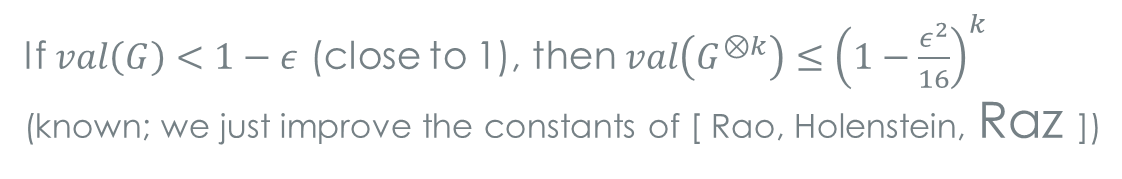 If val(G) < 1 − ϵ (close to 1), then val(G^{⊗k}) ≤ (1 − ϵ²/16)^k
(known; we just improve the constants of [ Rao, Holenstein, Raz ])